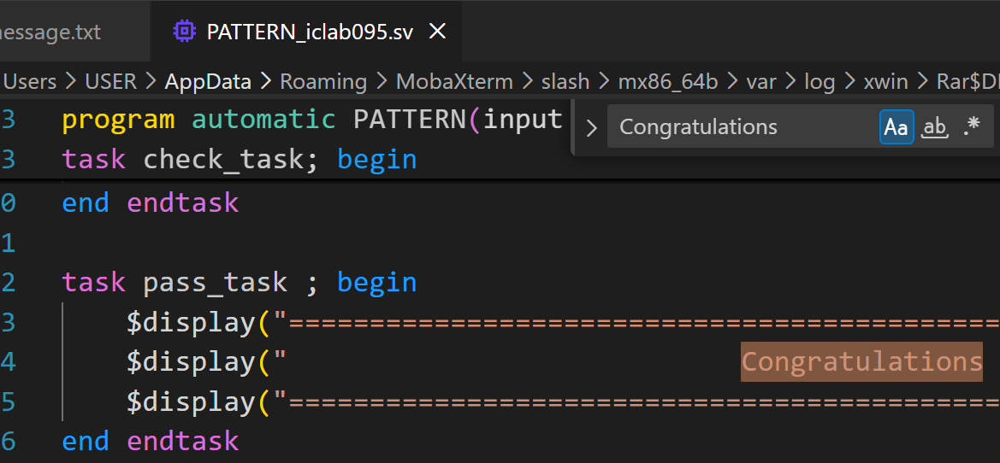 essage.txt PATTERN_iclab095.sv
Users > USER > AppData > Roaming > MobaXterm > slash > mx86_64b > var > log > xwin > Rar$D
3 program automatic PATTERN(input
Congratulations Aa ab .*
3 task check_task; begin
0 end endtask
1
2 task pass_task ; begin
3 $display("============================================
4 $display("                            Congratulations
5 $display("============================================
6 end endtask